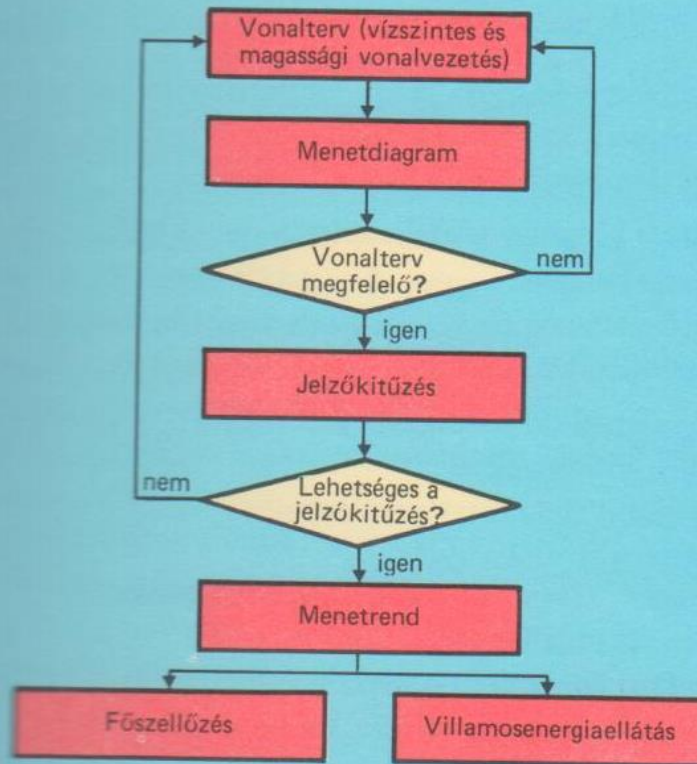 Vonalterv (vízszintes és
magassági vonalvezetés)
Menetdiagram
Vonalterv
megfelelő?
nem
igen
Jelzőkitűzés
nem
Lehetséges a
jelzőkitűzés?
igen
Menetrend
Főszellőzés
Villamosenergiaellátás